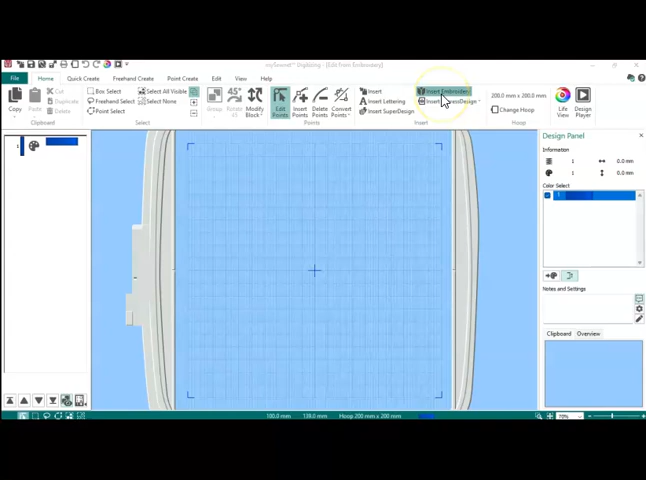 mySewnet™ Digitizing - [Edit From Embroidery]
File Home Quick Create Freehand Create Point Create Edit View Help
Copy Paste Cut Duplicate Delete
Clipboard
Box Select Freehand Select Point Select Select All Visible Select None
Select
Group Rotate 45 Modify Block
Edit Points Insert Points Delete Points Convert Points
Points
Insert Insert Lettering Insert SuperDesign Insert Embroidery
Insert
200.0 mm x 200.0 mm
Change Hoop
Hoop
Life View Design Player
1
Design Panel
Information
1 0.0 mm
1 0.0 mm
Color Select
1
Notes and Settings
Clipboard Overview
100.0 mm 139.0 mm Hoop 200 mm x 200 mm 70%